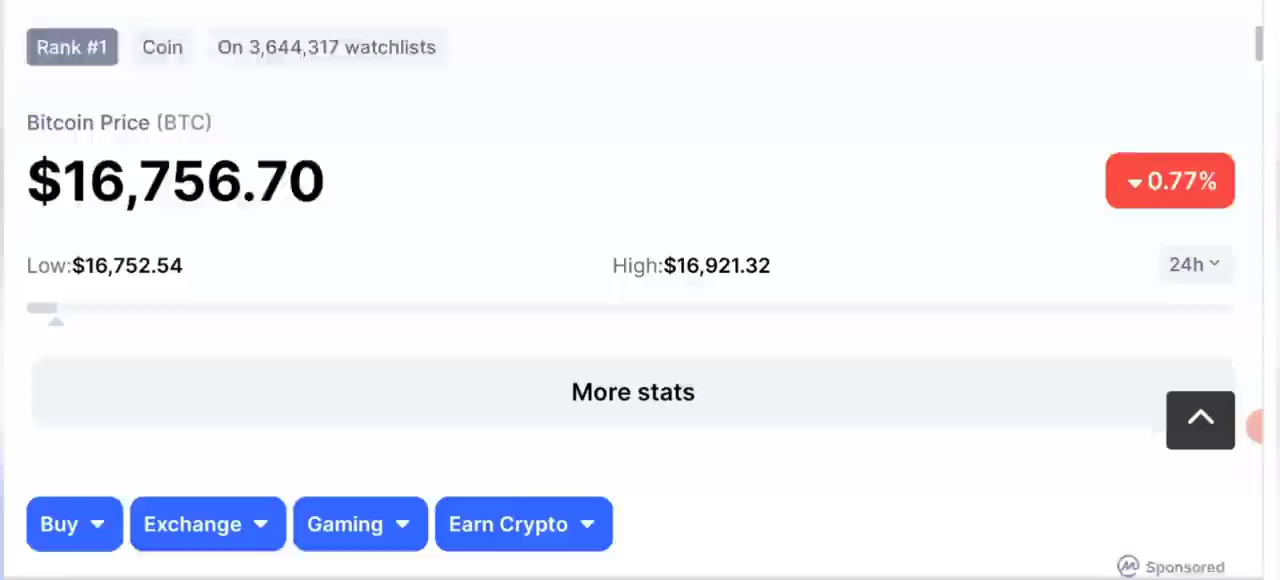 Rank #1 Coin On 3,644,317 watchlists
Bitcoin Price (BTC)
$16,756.70 0.77%
Low:$16,752.54 High:$16,921.32 24h
More stats
Buy Exchange Gaming Earn Crypto
Sponsored